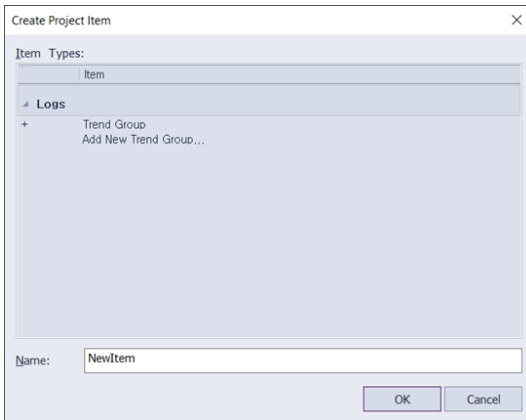 Create Project Item
Item Types:
Item
Logs
+ Trend Group
Add New Trend Group...
Name: NewItem
OK Cancel